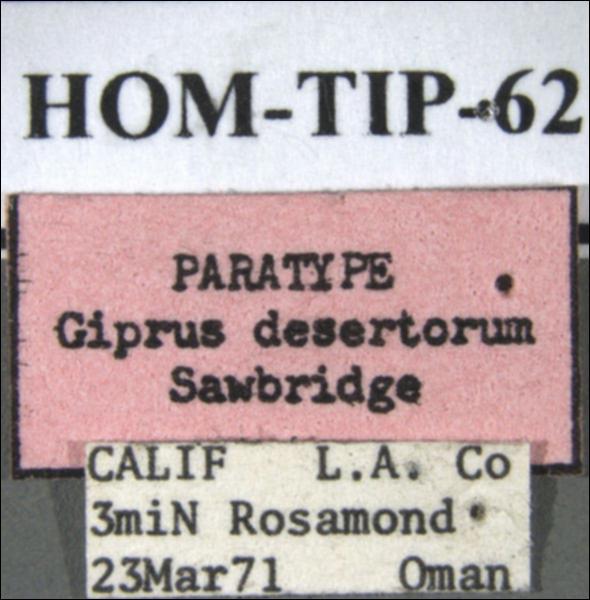 HOM-TIP-62
PARATYPE
Giprus desertorum
Sawbridge
CALIF L.A. Co
3miN Rosamond
23Mar71 Oman